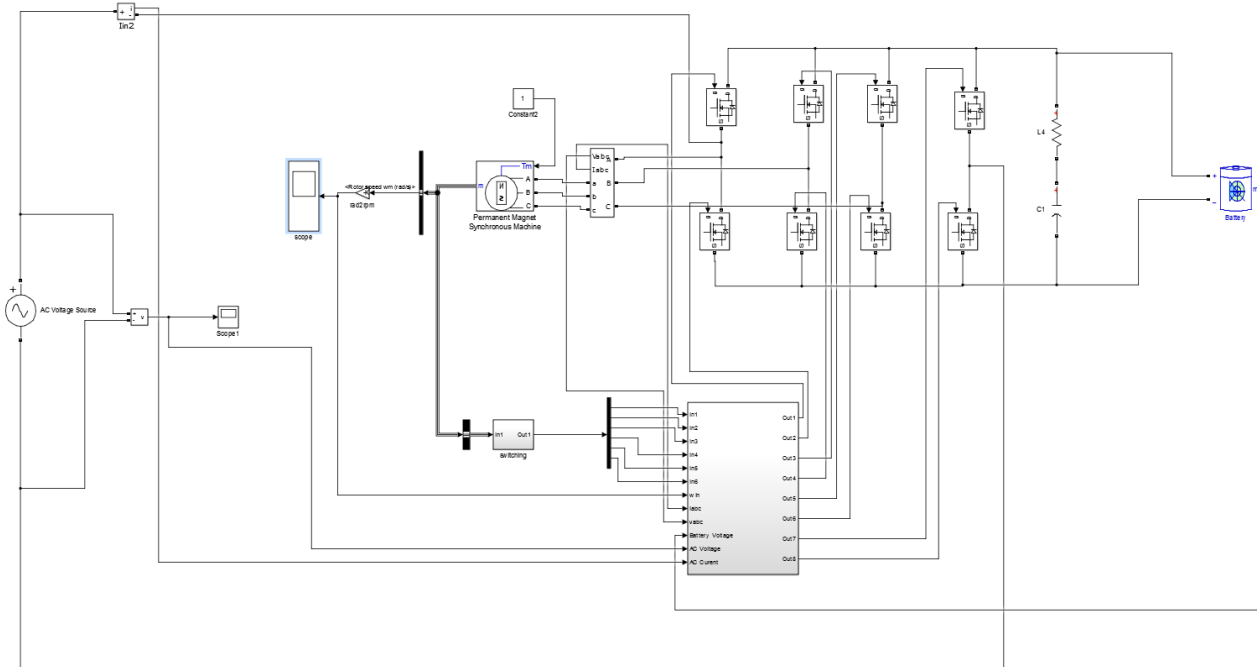 Iin2
i
+
-
Constant2
1
<Rotor speed wm (rad/s)>
rad2rpm
scope
m
Tm
A
B
C
Permanent Magnet
Synchronous Machine
Vabc
Iabc
a
b
c
A
B
C
L4
C1
+
-
m
Battery
+
AC Voltage Source
+
-
v
Scope1
In1
Out1
switching
In1
In2
In3
In4
In5
In6
w in
Iabc
vabc
Battery Voltage
AC Voltage
AC Curent
Out1
Out2
Out3
Out4
Out5
Out6
Out7
Out8